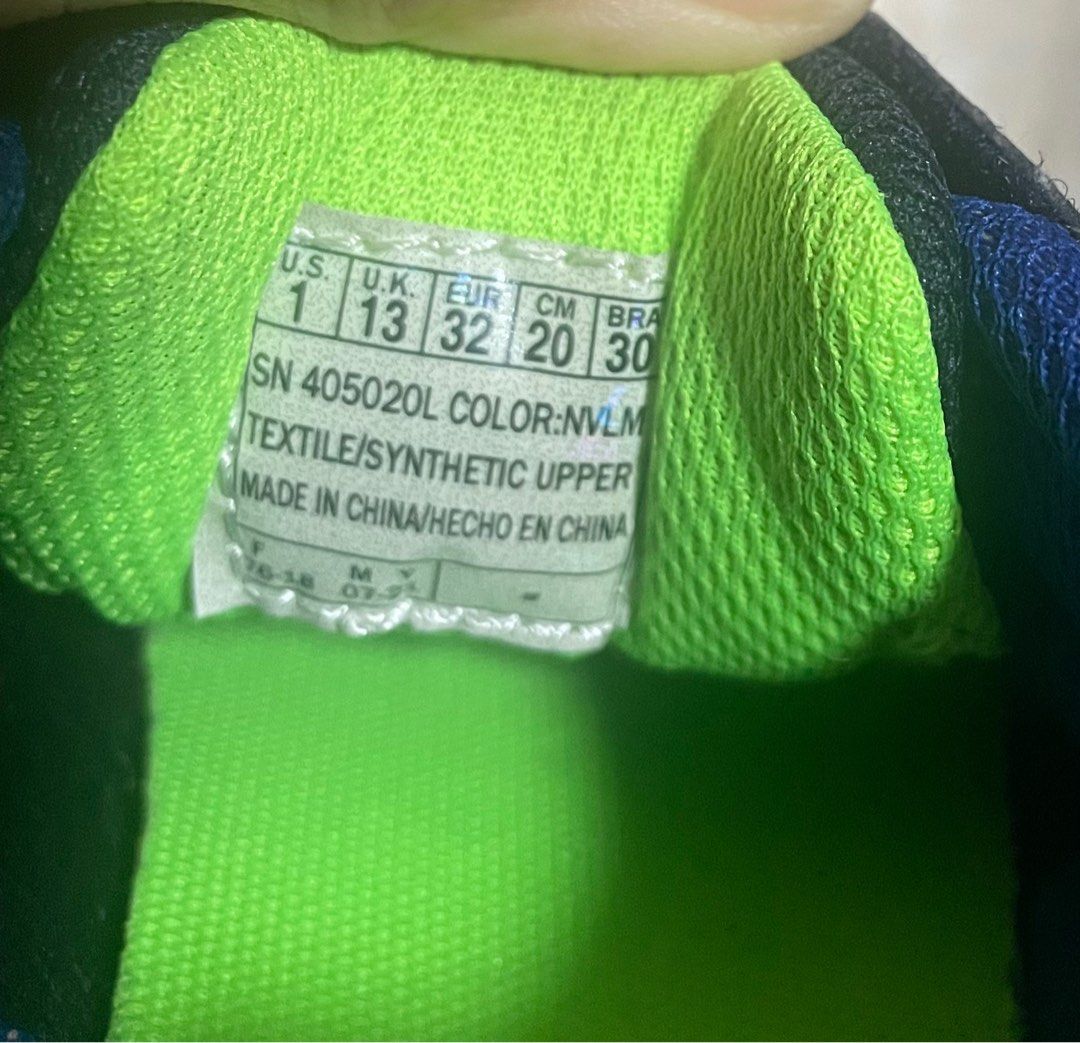 U.S. U.K. EUR CM BRA
1 13 32 20 30
SN 405020L COLOR:NVLM
TEXTILE/SYNTHETIC UPPER
MADE IN CHINA/HECHO EN CHINA
F M Y
-